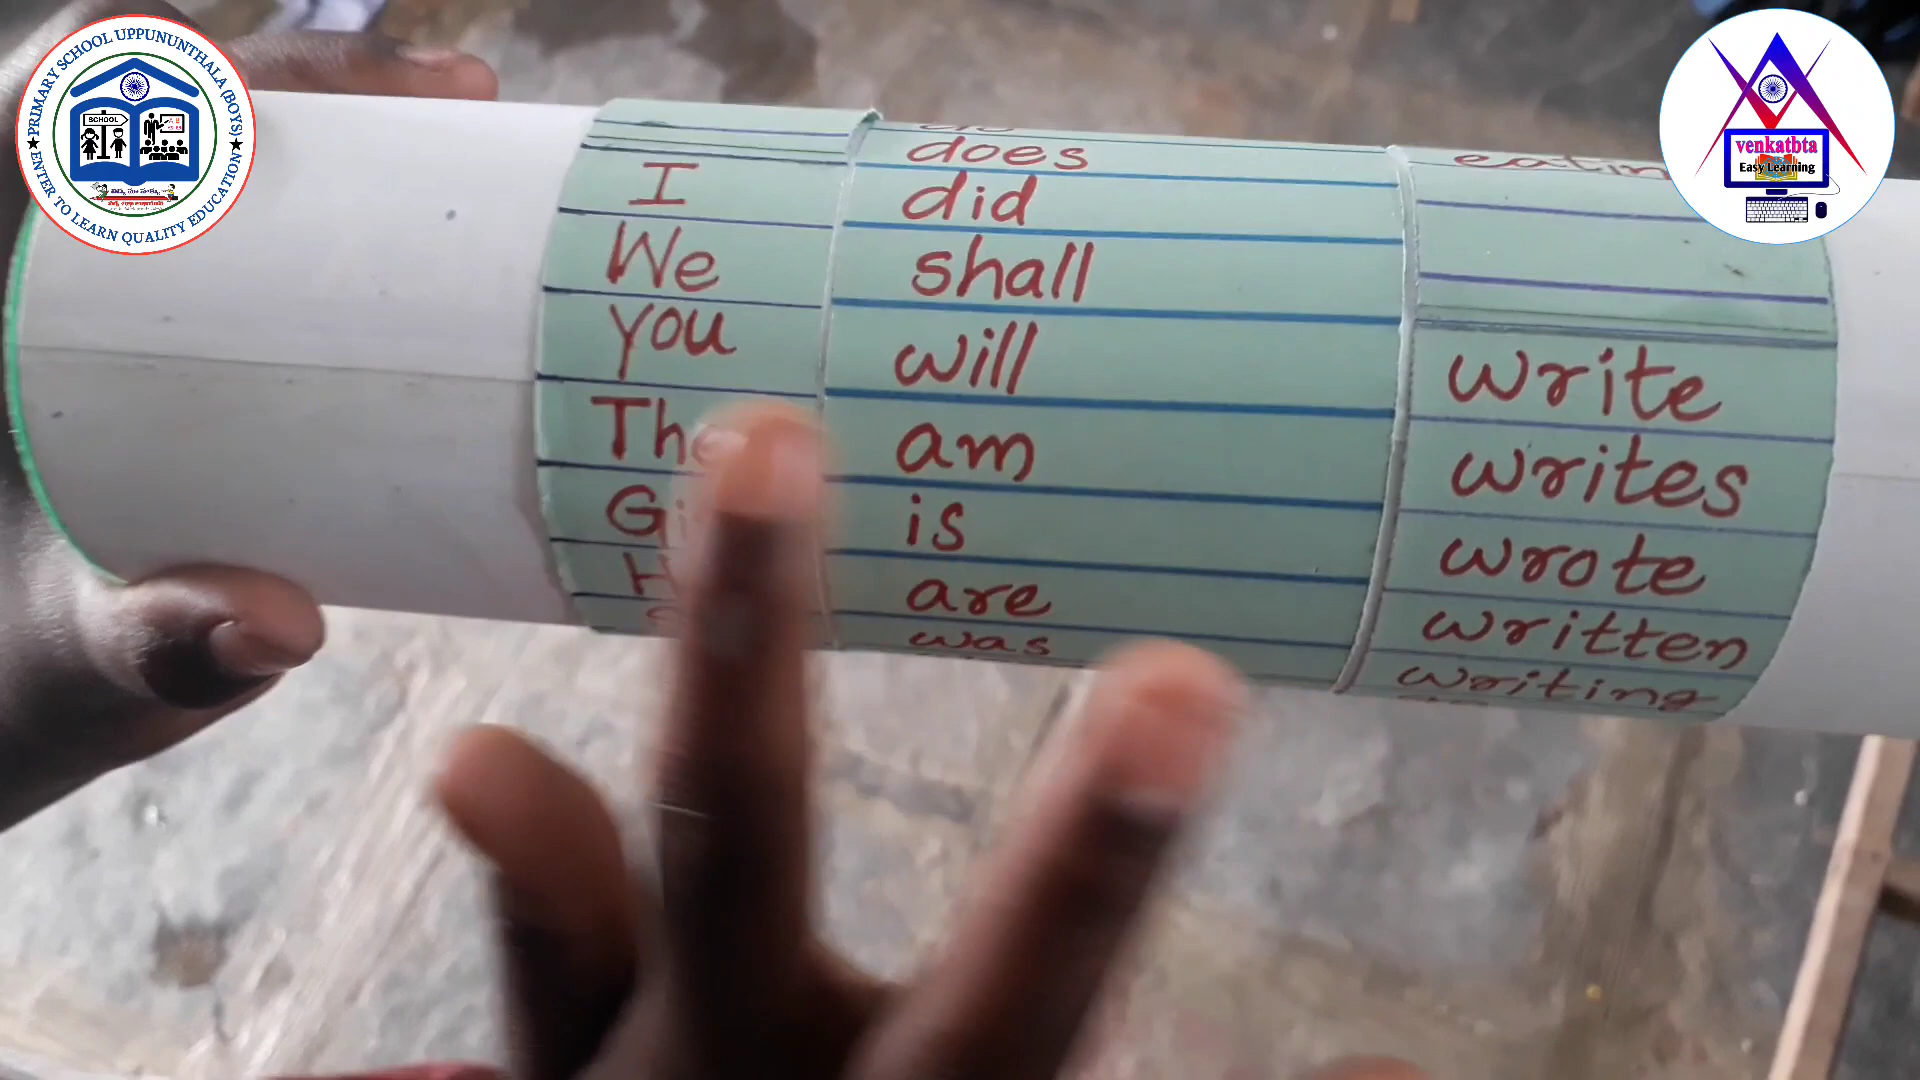 PRIMARY SCHOOL UPPUNUNTHALA (BOYS)
ENTER TO LEARN QUALITY EDUCATION
SCHOOL
venkatbta
Easy Learning
I
We
you
does
did
shall
will
am
is
are
was
write
writes
wrote
written
writing